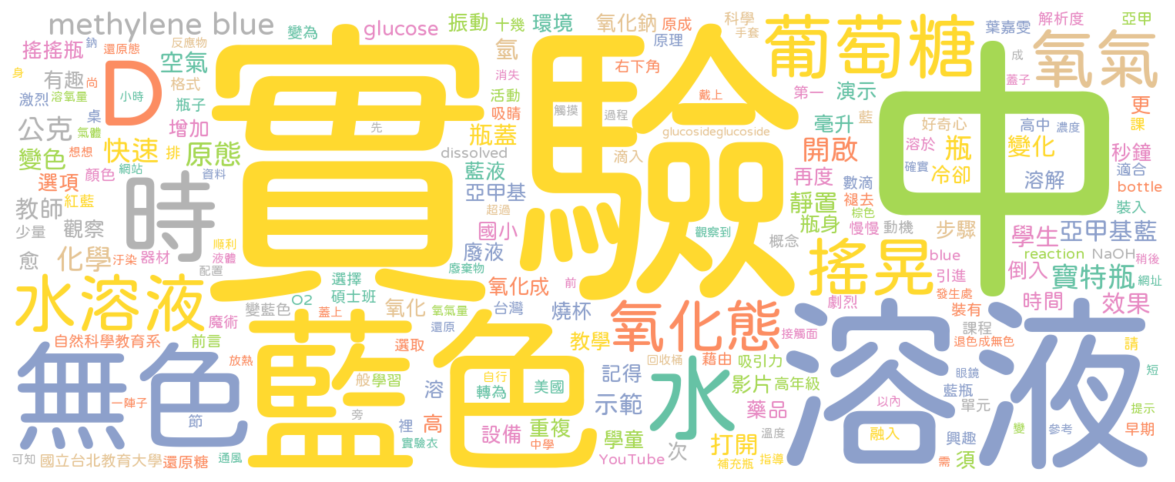 methylene blue
glucose
振動
十幾
環境
氧化鈉
原成
科學
手套
葡萄糖
葉嘉雯
解析度
亞甲
氧氣
搖搖瓶
鈉
還原態
反應物
變為
氫
原理
右下角
成
蓋子
身
有趣
尚
空氣
格式
消失
激烈
溶氧量
D
小時
瓶子
活動
吸睛
戴上
第一
演示
更
課
桌
氣體
增加
實驗
先
觸摸
過程
毫升
藍
好奇心
高中
濃度
中
公克
瓶蓋
glucosideglucoside
滴入
開啟
溶於
瓶
變化
秒鐘
變色
想想
快速
排
原態
dissolved
藍液
確實
冷卻
溶解
適合
選項
顏色
網站
資料
時
亞甲基
再度
數滴
褪去
bottle
裝入
教師
紅藍
超過
靜置
棕色
少量
觀察
順利
國小
觀察到
瓶身
慢慢
動機
步驟
學生
亞甲基藍
愈
化學
汙染
器材
液體
配置
廢液
廢棄物
前
概念
搖晃
blue
引進
reaction
NaOH
稍後
倒入
寶特瓶
網址
水溶液
選擇
碩士班
氧化成
劇烈
發生處
時間
效果
變藍色
O2
蓋上
氧化
氧氣量
台灣
燒杯
裝有
魔術
還原
氧化態
接觸面
課程
退色成無色
自然科學教育系
前言
選取
教學
請
放熱
藍色
回收桶
藉由
吸引力
溶液
無色
般
學習
自行
美國
記得
水
影片
高年級
眼鏡
藍瓶
短
一陣子
溶
轉為
旁
示範
藥品
以內
單元
提示
節
裡
高
設備
重複
學童
溫度
融入
變
參考
早期
實驗衣
中學
次
打開
興趣
可知
國立台北教育大學
還原糖
通風
YouTube
補充瓶
指導
需
須